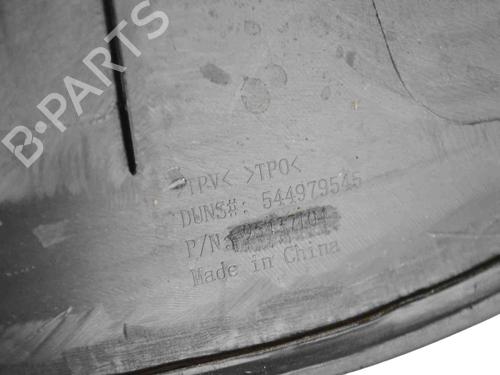 B-PARTS
>TPV< >TPO<
DUNS#: 544979545
P/N:
Made in China